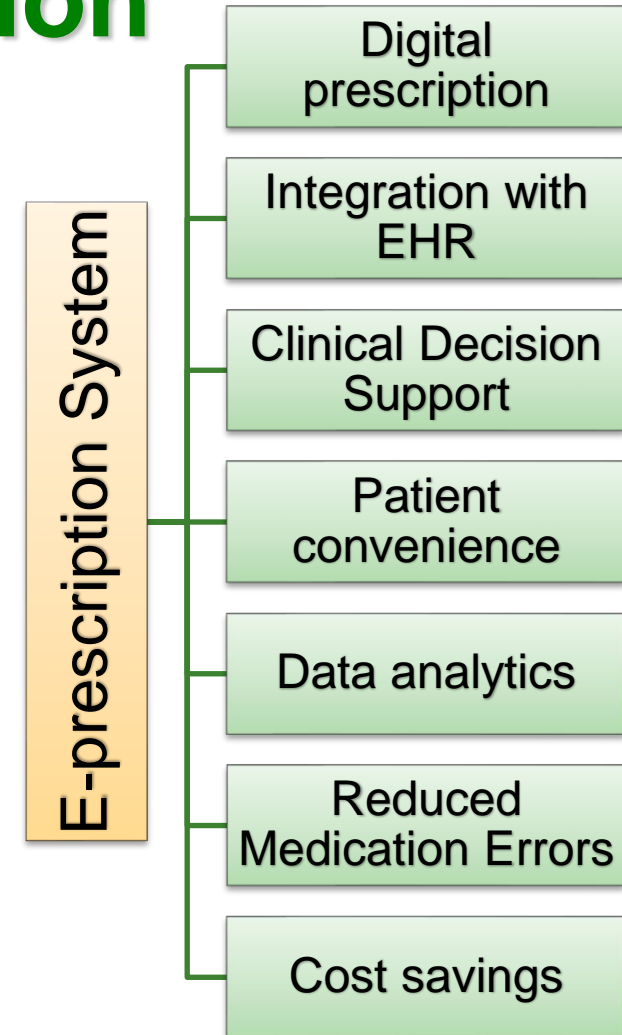 E-prescription System
Digital
prescription
Integration with
EHR
Clinical Decision
Support
Patient
convenience
Data analytics
Reduced
Medication Errors
Cost savings